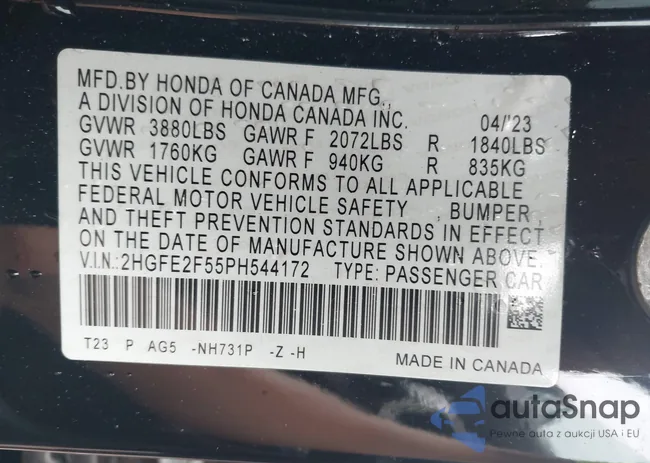 MFD.BY HONDA OF CANADA MFG.,
A DIVISION OF HONDA CANADA INC. 04/'23
GVWR 3880LBS GAWR F 2072LBS R 1840LBS
GVWR 1760KG GAWR F 940KG R 835KG
THIS VEHICLE CONFORMS TO ALL APPLICABLE
FEDERAL MOTOR VEHICLE SAFETY , BUMPER ,
AND THEFT PREVENTION STANDARDS IN EFFECT
ON THE DATE OF MANUFACTURE SHOWN ABOVE.
V.I.N.:2HGFE2F55PH544172 TYPE: PASSENGER CAR
T23 P AG5 -NH731P -Z -H MADE IN CANADA
autaSnap
Pewne auta z aukcji USA i EU